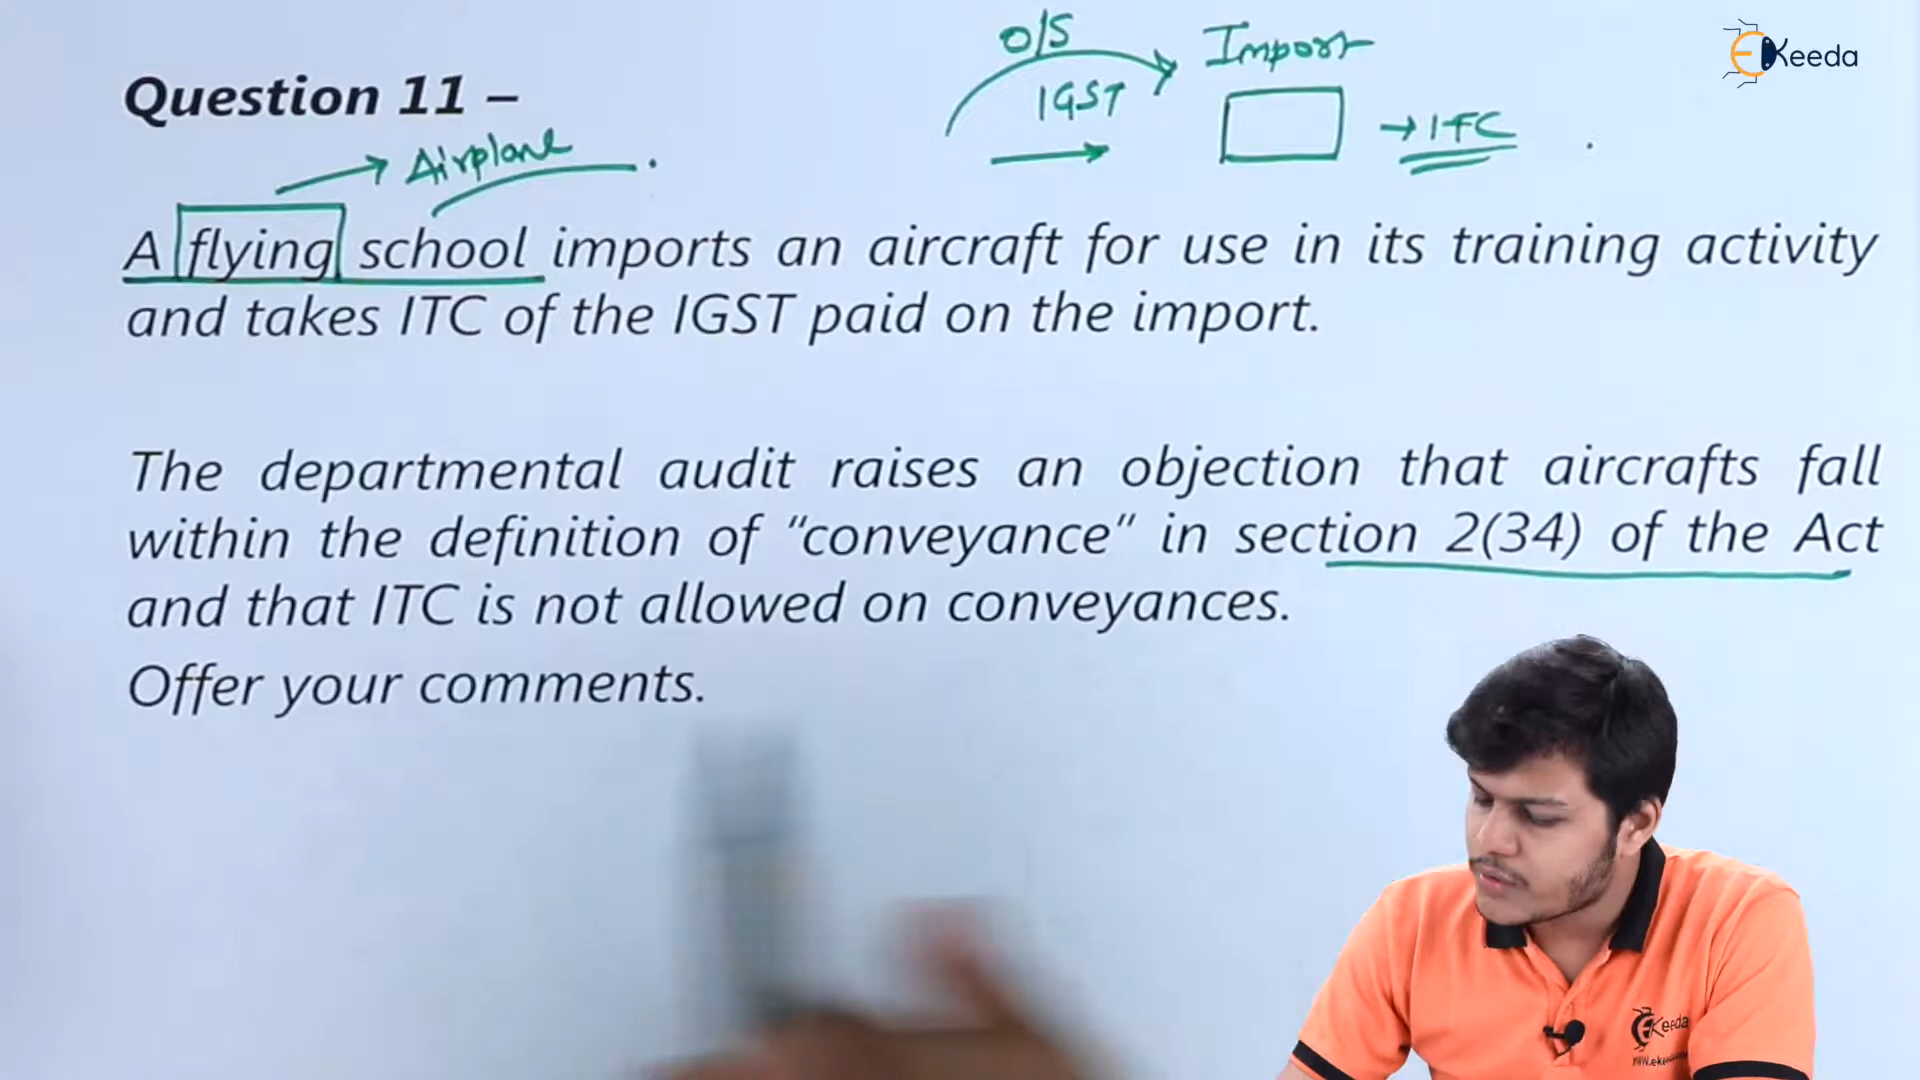 O/S
Import
EKeeda
Question 11 –
IGST
→ ITC
Airplane
A flying school imports an aircraft for use in its training activity
and takes ITC of the IGST paid on the import.
The departmental audit raises an objection that aircrafts fall
within the definition of “conveyance” in section 2(34) of the Act
and that ITC is not allowed on conveyances.
Offer your comments.
Keeda